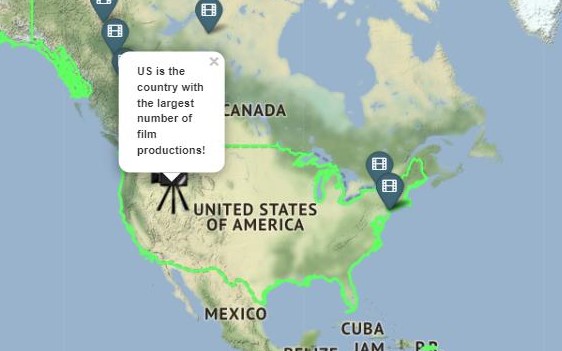 US is the
country with
the largest
number of
film
productions!
×
CANADA
UNITED STATES
OF AMERICA
MEXICO
CUBA
BELIZE
JAM
P.R.